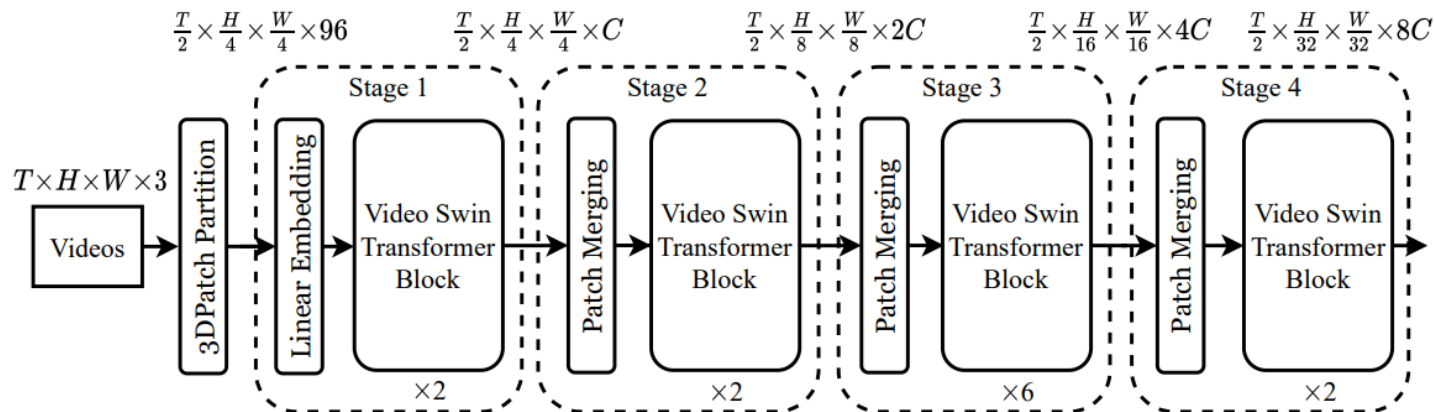 T/2 × H/4 × W/4 × 96
T/2 × H/4 × W/4 × C
T/2 × H/8 × W/8 × 2C
T/2 × H/16 × W/16 × 4C
T/2 × H/32 × W/32 × 8C
T×H×W×3
Videos
3DPatch Partition
Stage 1
Linear Embedding
Video Swin
Transformer
Block
×2
Stage 2
Patch Merging
Video Swin
Transformer
Block
×2
Stage 3
Patch Merging
Video Swin
Transformer
Block
×6
Stage 4
Patch Merging
Video Swin
Transformer
Block
×2